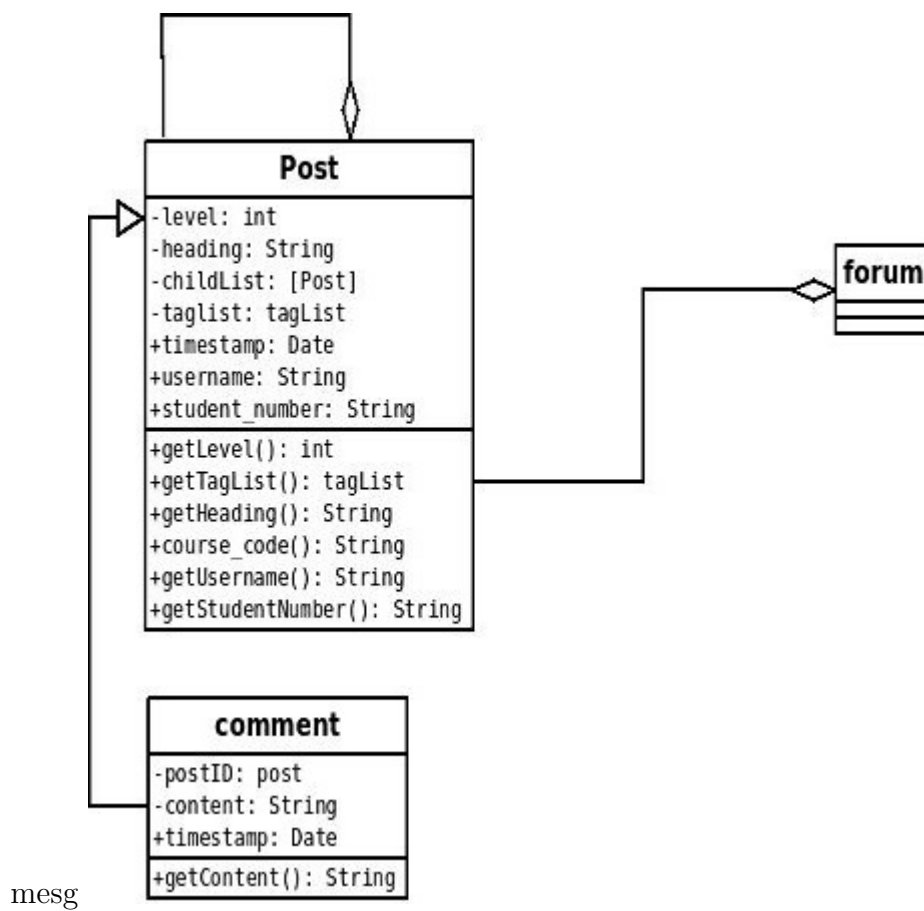 Post
-level: int
-heading: String
-childList: [Post]
-taglist: tagList
+timestamp: Date
+username: String
+student_number: String
+getLevel(): int
+getTagList(): tagList
+getHeading(): String
+course_code(): String
+getUsername(): String
+getStudentNumber(): String
forum
comment
-postID: post
-content: String
+timestamp: Date
+getContent(): String
mesg